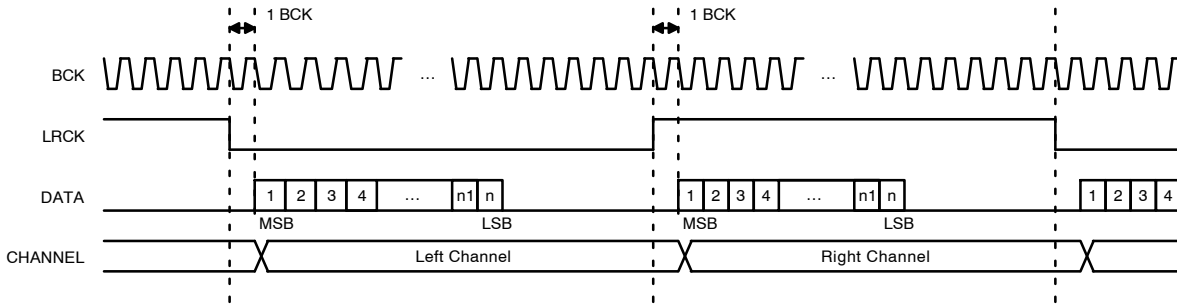 1 BCK 1 BCK
BCK ... ...
LRCK
DATA 1 2 3 4 ... n1 n 1 2 3 4 ... n1 n 1 2 3 4
MSB LSB MSB LSB
CHANNEL Left Channel Right Channel